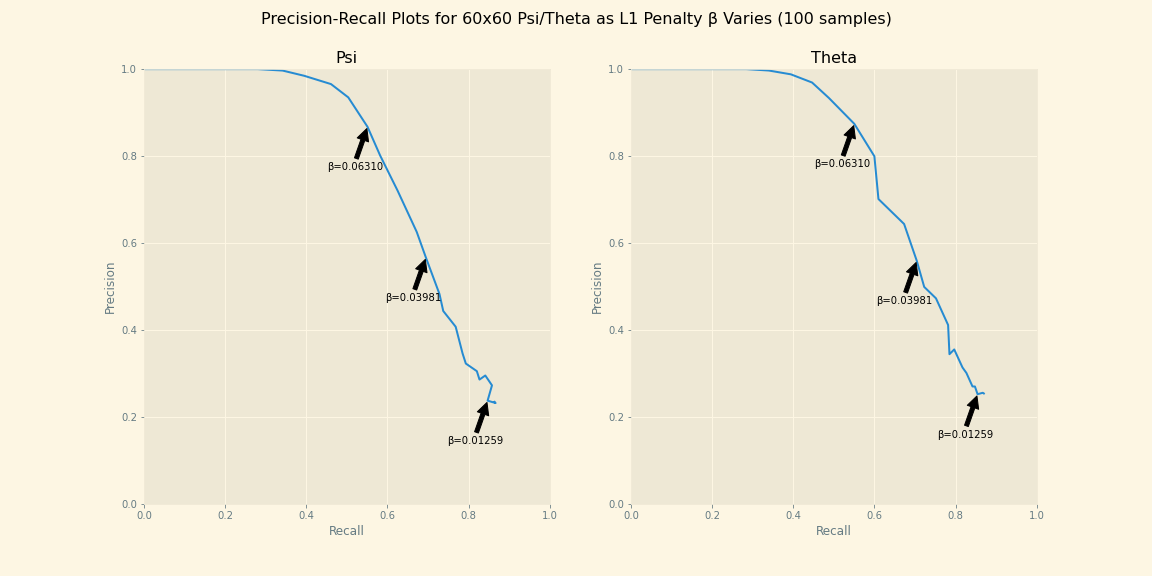 Precision-Recall Plots for 60x60 Psi/Theta as L1 Penalty β Varies (100 samples)
Psi
1.0
0.8
0.6
0.4
0.2
0.0
Precision
β=0.06310
β=0.03981
β=0.01259
0.0 0.2 0.4 0.6 0.8 1.0
Recall
Theta
1.0
0.8
0.6
0.4
0.2
0.0
Precision
β=0.06310
β=0.03981
β=0.01259
0.0 0.2 0.4 0.6 0.8 1.0
Recall